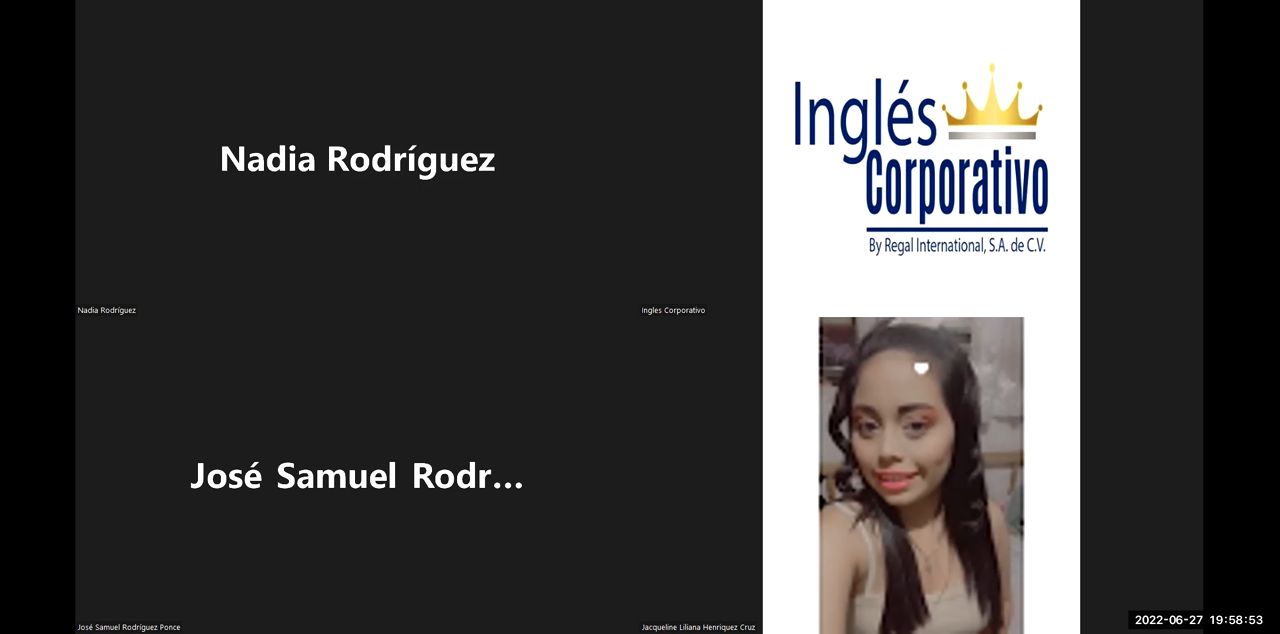 Nadia Rodríguez
Inglés
Corporativo
By Regal International, S.A. de C.V.
Nadia Rodríguez
Ingles Corporativo
José Samuel Rodr...
José Samuel Rodríguez Ponce
Jacqueline Liliana Henriquez Cruz
2022-06-27 19:58:53